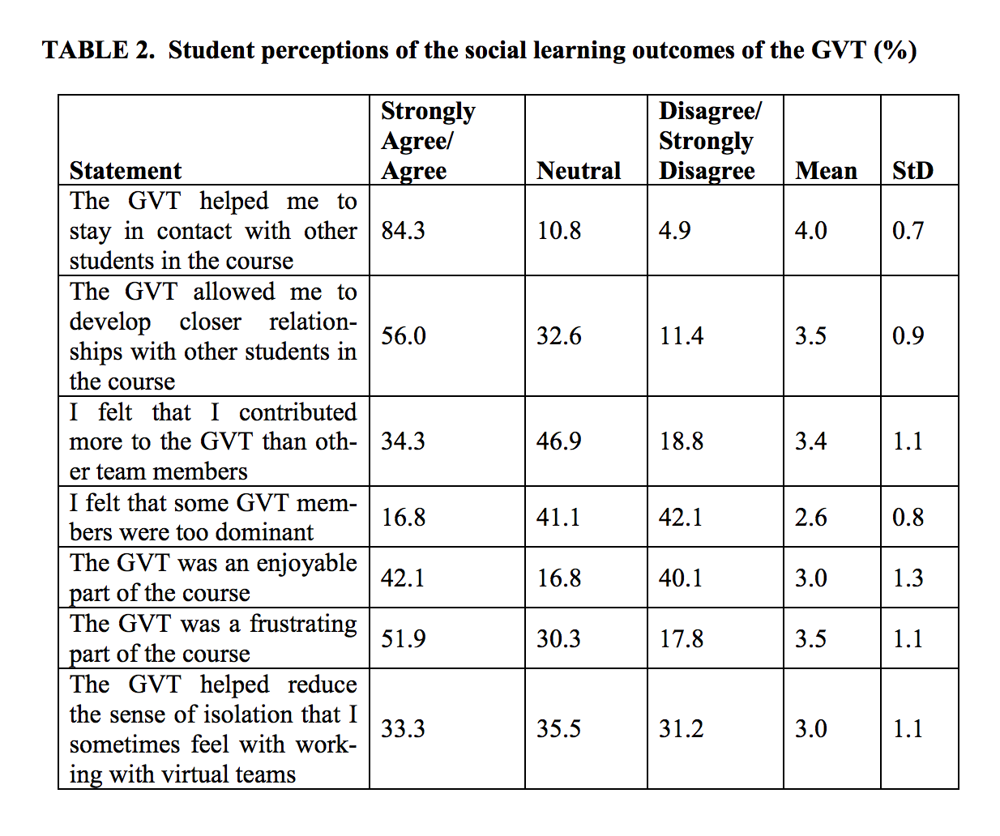 TABLE 2. Student perceptions of the social learning outcomes of the GVT (%)
Strongly
Agree/
Statement Agree Neutral
Disagree/
Strongly
Disagree Mean StD
The GVT helped me to
stay in contact with other 84.3 10.8 4.9 4.0 0.7
students in the course
The GVT allowed me to
develop closer relation-
56.0 32.6 11.4 3.5 0.9
ships with other students in
the course
I felt that I contributed
more to the GVT than oth- 34.3 46.9 18.8 3.4 1.1
er team members
I felt that some GVT mem-
16.8 41.1 42.1 2.6 0.8
bers were too dominant
The GVT was an enjoyable
42.1 16.8 40.1 3.0 1.3
part of the course
The GVT was a frustrating
51.9 30.3 17.8 3.5 1.1
part of the course
The GVT helped reduce
the sense of isolation that I
33.3 35.5 31.2 3.0 1.1
sometimes feel with work-
ing with virtual teams